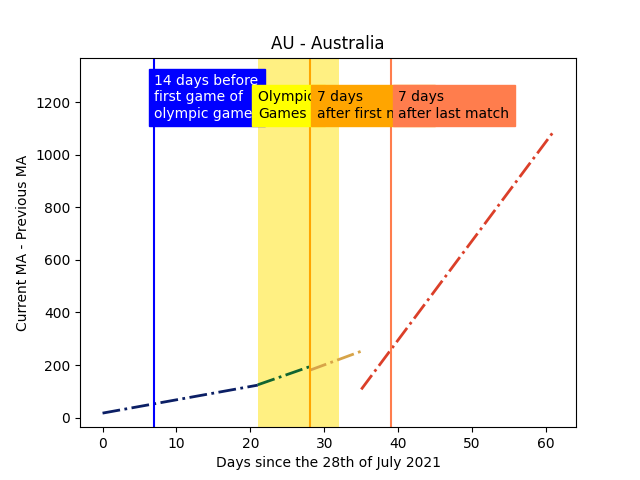 AU - Australia
14 days before
first game of
olympic game
Olympic
Games
7 days
after first m
7 days
after last match
Current MA - Previous MA
1200
1000
800
600
400
200
0
0 10 20 30 40 50 60
Days since the 28th of July 2021